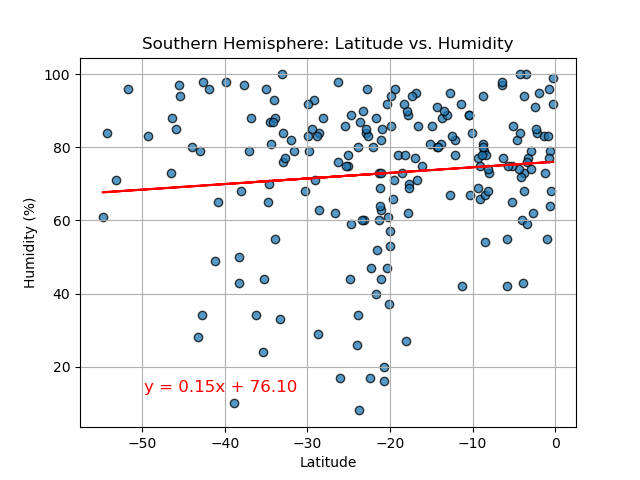 Southern Hemisphere: Latitude vs. Humidity
100
80
60
40
20
Humidity (%)
y = 0.15x + 76.10
−50 −40 −30 −20 −10 0
Latitude